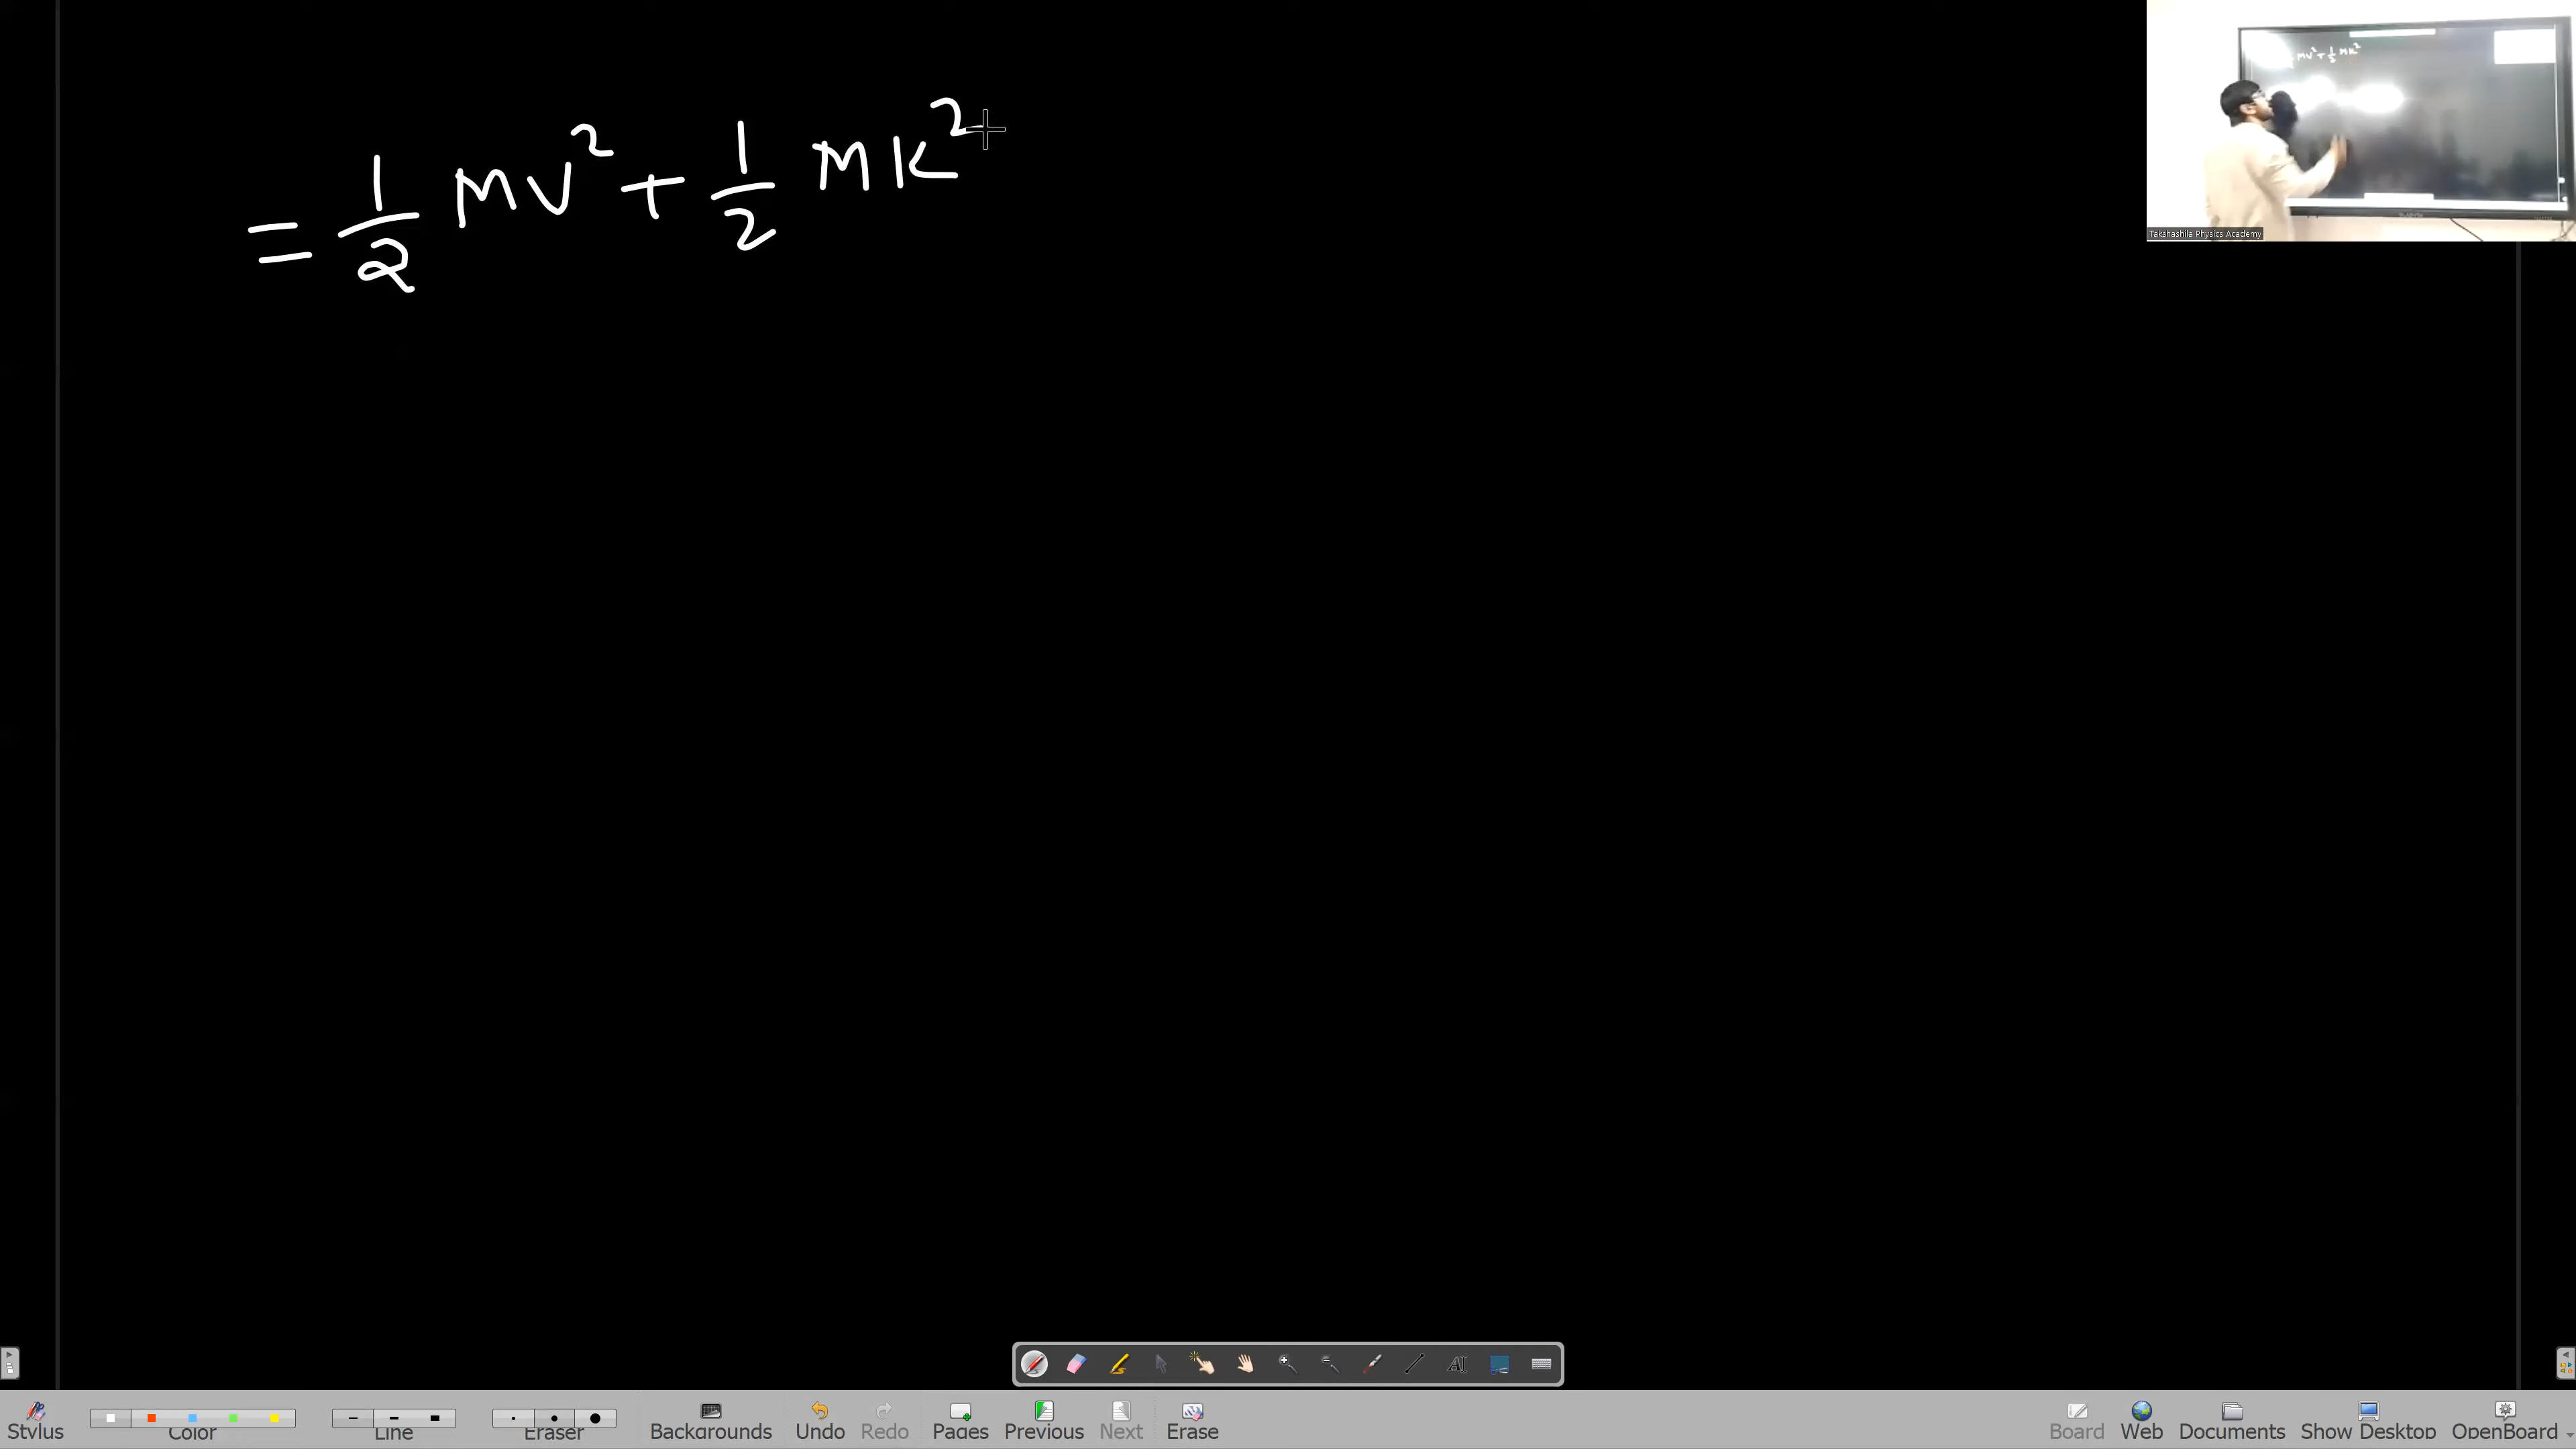 = 1/2 MV² + 1/2 MK²
Takshashila Physics Academy
Stylus Color Line Eraser Backgrounds Undo Redo Pages Previous Next Erase Board Web Documents Show Desktop OpenBoard